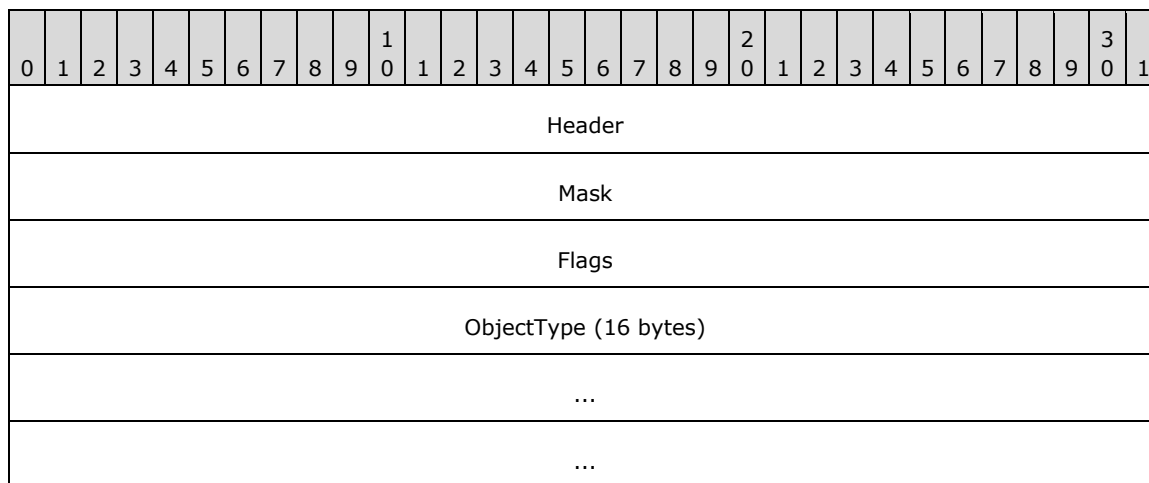 1 2 3
0 1 2 3 4 5 6 7 8 9 0 1 2 3 4 5 6 7 8 9 0 1 2 3 4 5 6 7 8 9 0 1
Header
Mask
Flags
ObjectType (16 bytes)
...
...